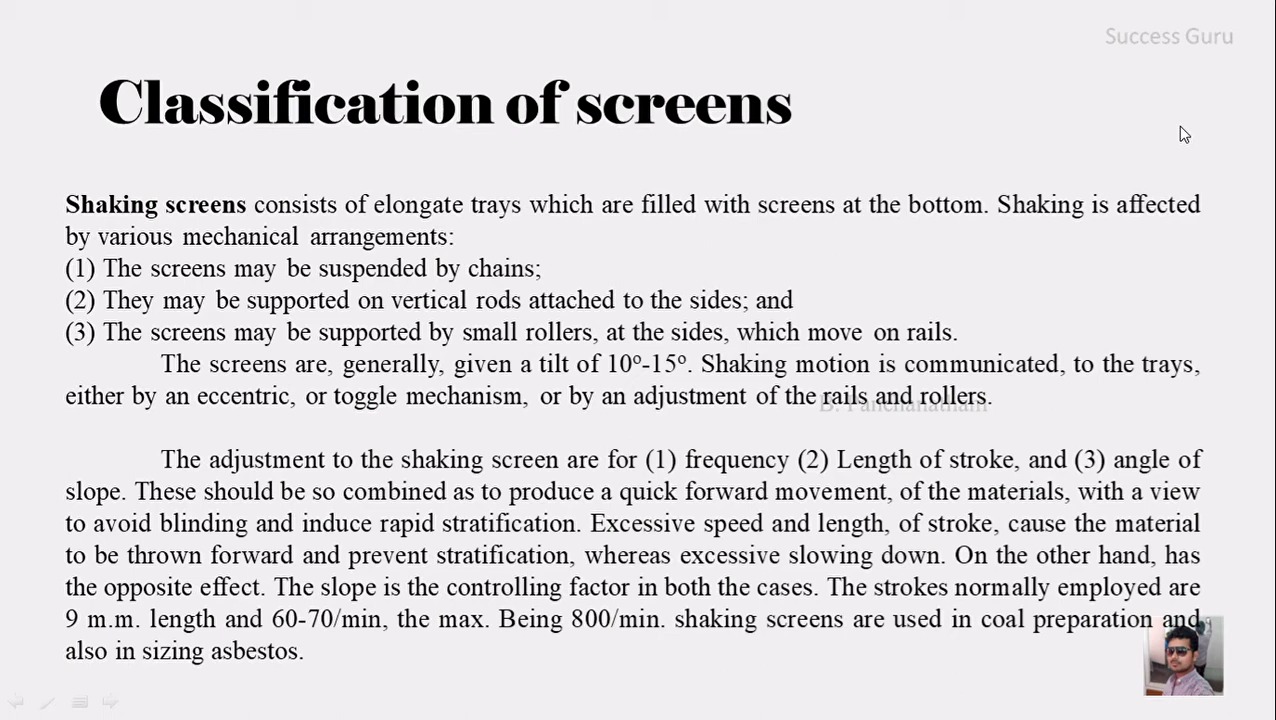 Success Guru
Classification of screens
Shaking screens consists of elongate trays which are filled with screens at the bottom. Shaking is affected
by various mechanical arrangements:
(1) The screens may be suspended by chains;
(2) They may be supported on vertical rods attached to the sides; and
(3) The screens may be supported by small rollers, at the sides, which move on rails.
The screens are, generally, given a tilt of 10º-15º. Shaking motion is communicated, to the trays,
either by an eccentric, or toggle mechanism, or by an adjustment of the rails and rollers.
B. Panchanatham
The adjustment to the shaking screen are for (1) frequency (2) Length of stroke, and (3) angle of
slope. These should be so combined as to produce a quick forward movement, of the materials, with a view
to avoid blinding and induce rapid stratification. Excessive speed and length, of stroke, cause the material
to be thrown forward and prevent stratification, whereas excessive slowing down. On the other hand, has
the opposite effect. The slope is the controlling factor in both the cases. The strokes normally employed are
9 m.m. length and 60-70/min, the max. Being 800/min. shaking screens are used in coal preparation and
also in sizing asbestos.